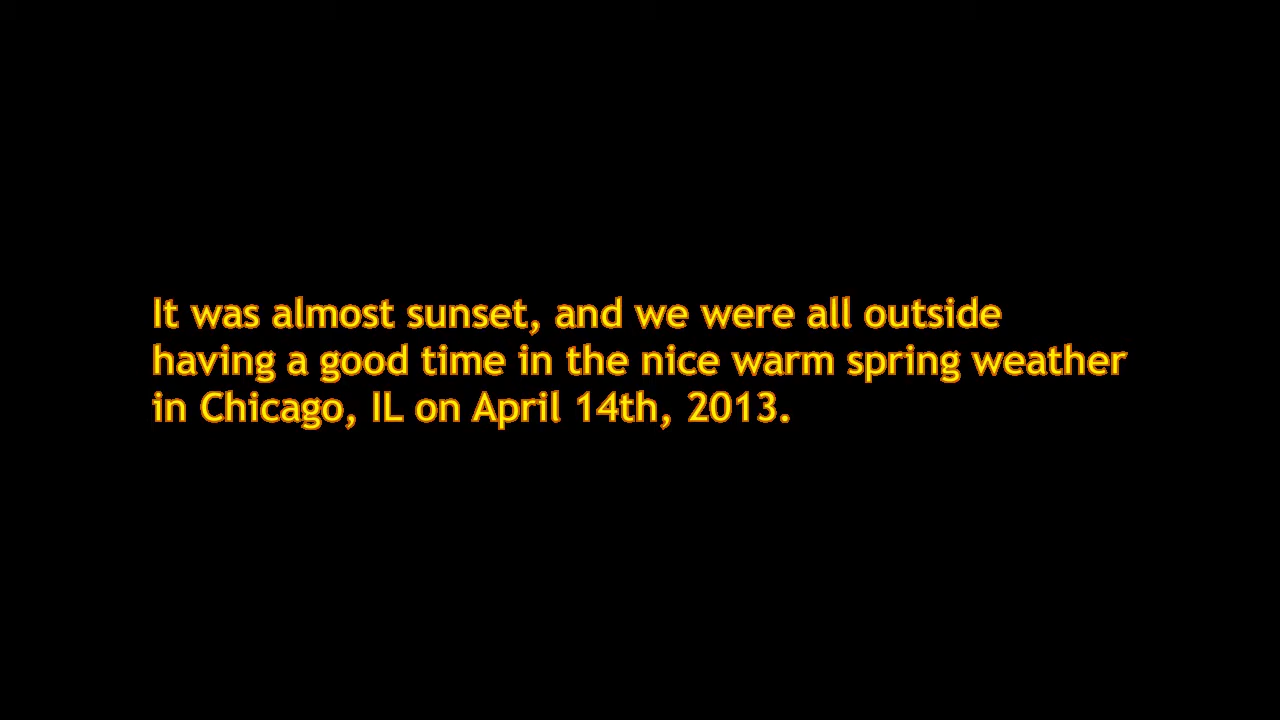 It was almost sunset, and we were all outside
having a good time in the nice warm spring weather
in Chicago, IL on April 14th, 2013.